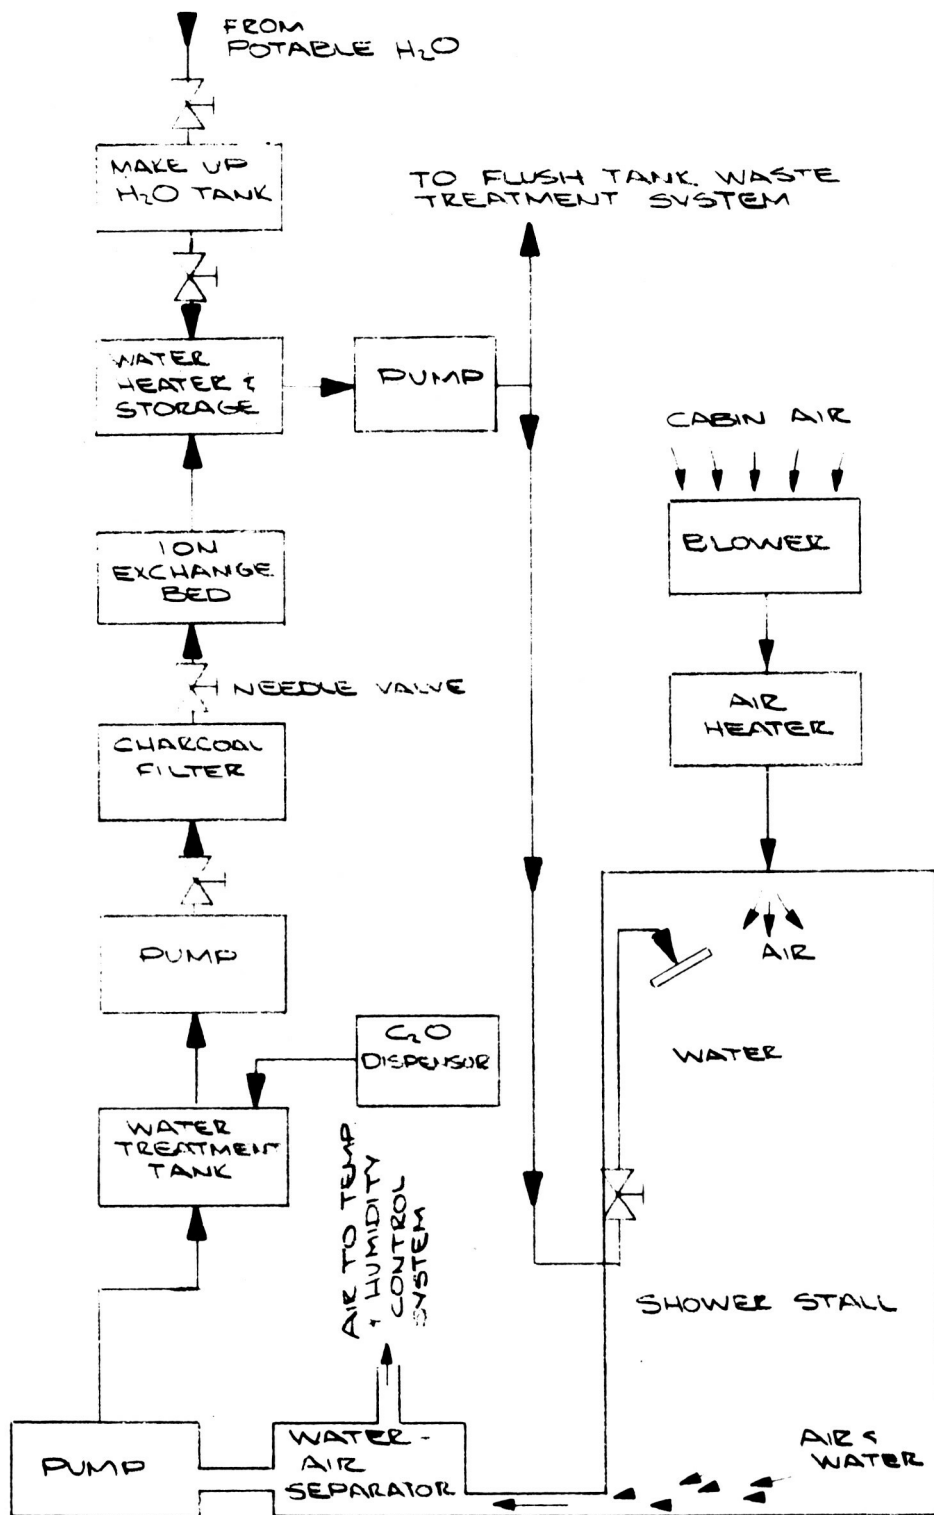 FROM
POTABLE H₂O
MAKE UP
H₂O TANK
TO FLUSH TANK WASTE
TREATMENT SYSTEM
WATER
HEATER &
STORAGE
PUMP
CABIN AIR
BLOWER
ION
EXCHANGE
BED
NEEDLE VALVE
AIR
HEATER
CHARCOAL
FILTER
PUMP
AIR
C₂O
DISPENSOR
WATER
WATER
TREATMENT
TANK
AIR TO TEMP
& HUMIDITY
CONTROL
SYSTEM
SHOWER STALL
PUMP
WATER-
AIR
SEPARATOR
AIR &
WATER